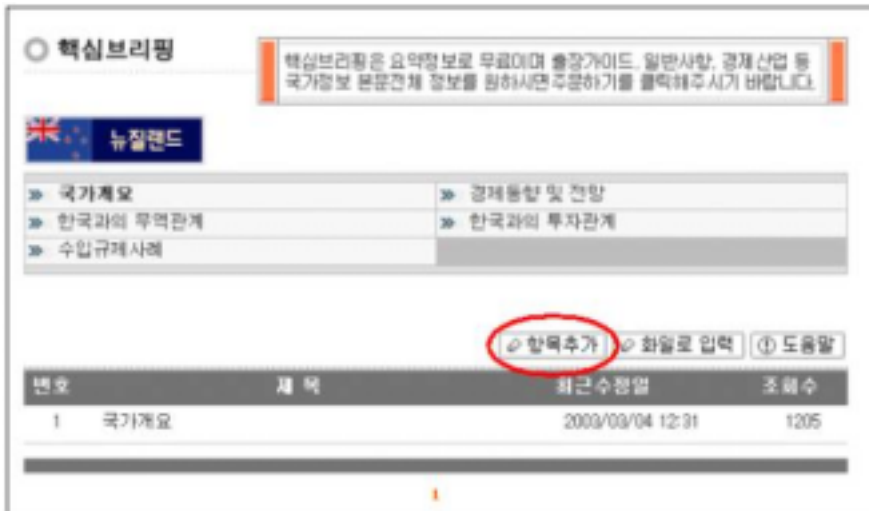 핵심브리핑
핵심브리핑은 요약정보로 무료이며 출장가이드, 일반사항, 경제산업 등
국가정보 본문전체 정보를 원하시면주문하기를 클릭해주시기 바랍니다.
뉴질랜드
국가개요
경제동향 및 전망
한국과의 무역관계
한국과의 투자관계
수입규제사례
항목추가
화일로 입력
도움말
번호 제 목 최근수정일 조회수
1 국가개요 2003/03/04 12:31 1205
1